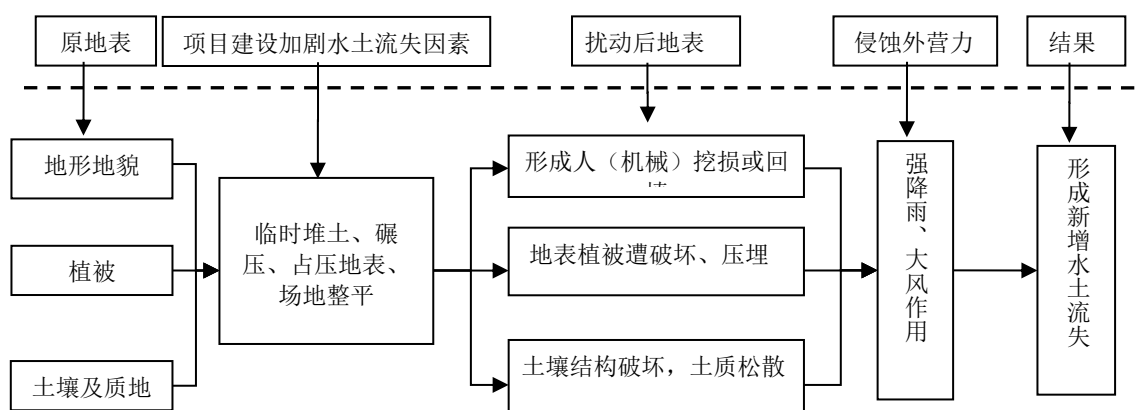 原地表
项目建设加剧水土流失因素
扰动后地表
侵蚀外营力
结果
地形地貌
植被
土壤及质地
临时堆土、碾
压、占压地表、
场地整平
形成人（机械）挖损或回
地表植被遭破坏、压埋
土壤结构破坏，土质松散
强降雨、大风作用
形成新增水土流失